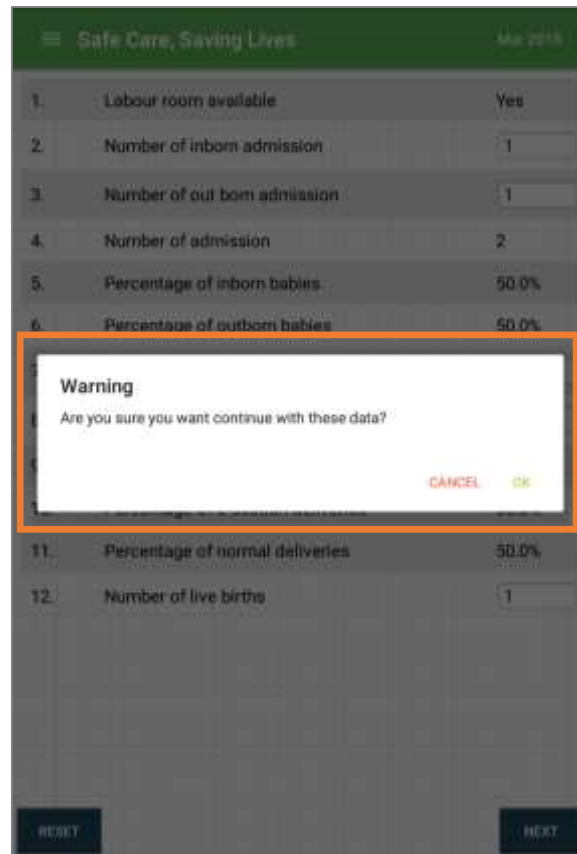 Safe Care, Saving Lives
Mar 2015
1. Labour room available Yes
2. Number of inborn admission 1
3. Number of out born admission 1
4. Number of admission 2
5. Percentage of inborn babies 50.0%
6. Percentage of outborn babies 50.0%
Warning
Are you sure you want continue with these data?
CANCEL OK
11. Percentage of normal deliveries 50.0%
12. Number of live births 1
RESET NEXT